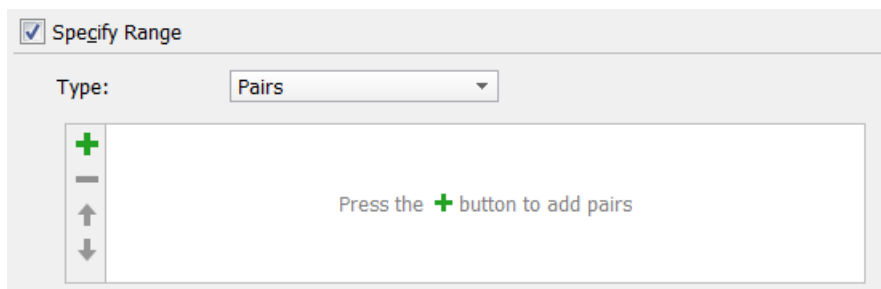 Specify Range
Type:
Pairs
Press the + button to add pairs